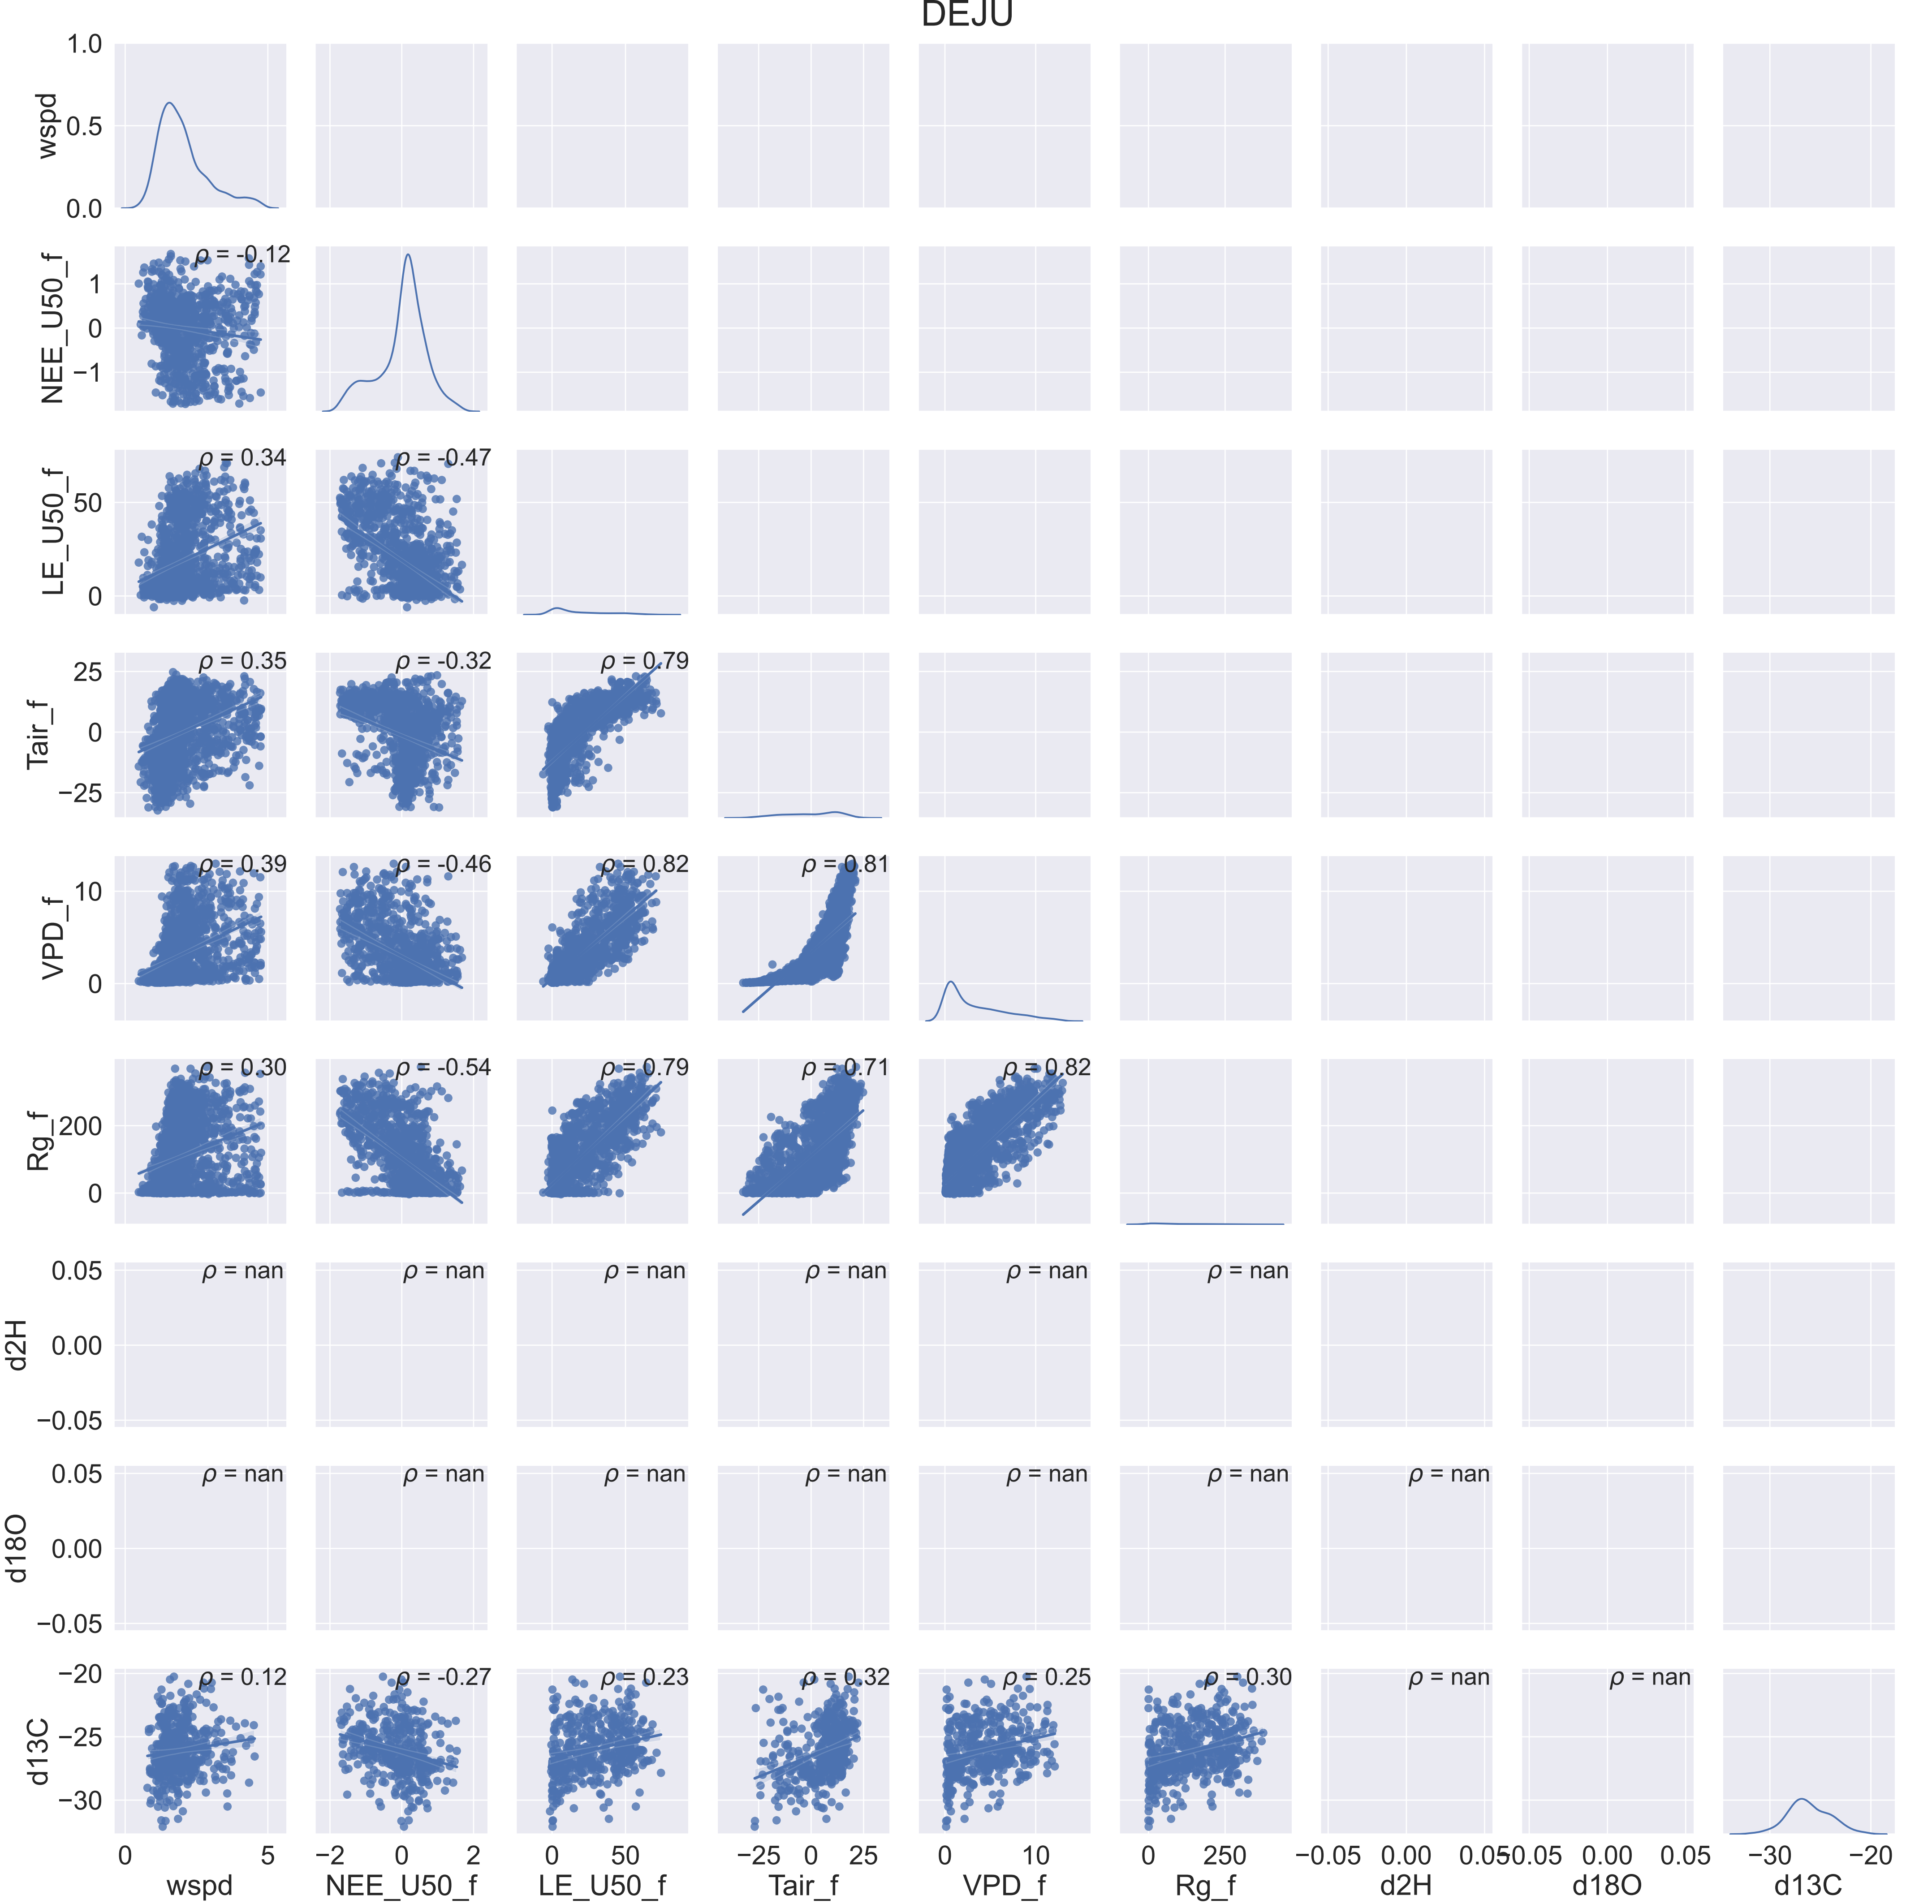 DEJU
1.0
0.5
0.0
wspd
ρ = -0.12
1
0
−1
NEE_U50_f
ρ = 0.34
ρ = -0.47
50
0
LE_U50_f
ρ = 0.35
ρ = -0.32
ρ = 0.79
25
0
−25
Tair_f
ρ = 0.39
ρ = -0.46
ρ = 0.82
ρ = 0.81
10
0
VPD_f
ρ = 0.30
ρ = -0.54
ρ = 0.79
ρ = 0.71
ρ = 0.82
200
0
Rg_f
ρ = nan
ρ = nan
ρ = nan
ρ = nan
ρ = nan
ρ = nan
0.05
0.00
−0.05
d2H
ρ = nan
ρ = nan
ρ = nan
ρ = nan
ρ = nan
ρ = nan
ρ = nan
0.05
0.00
−0.05
d18O
ρ = 0.12
ρ = -0.27
ρ = 0.23
ρ = 0.32
ρ = 0.25
ρ = 0.30
ρ = nan
ρ = nan
−20
−25
−30
d13C
0 5
−2 0 2
0 50
−25 0 25
0 10
0 250
−0.05 0.00 0.05
−0.05 0.00 0.05
−30 −20
wspd
NEE_U50_f
LE_U50_f
Tair_f
VPD_f
Rg_f
d2H
d18O
d13C